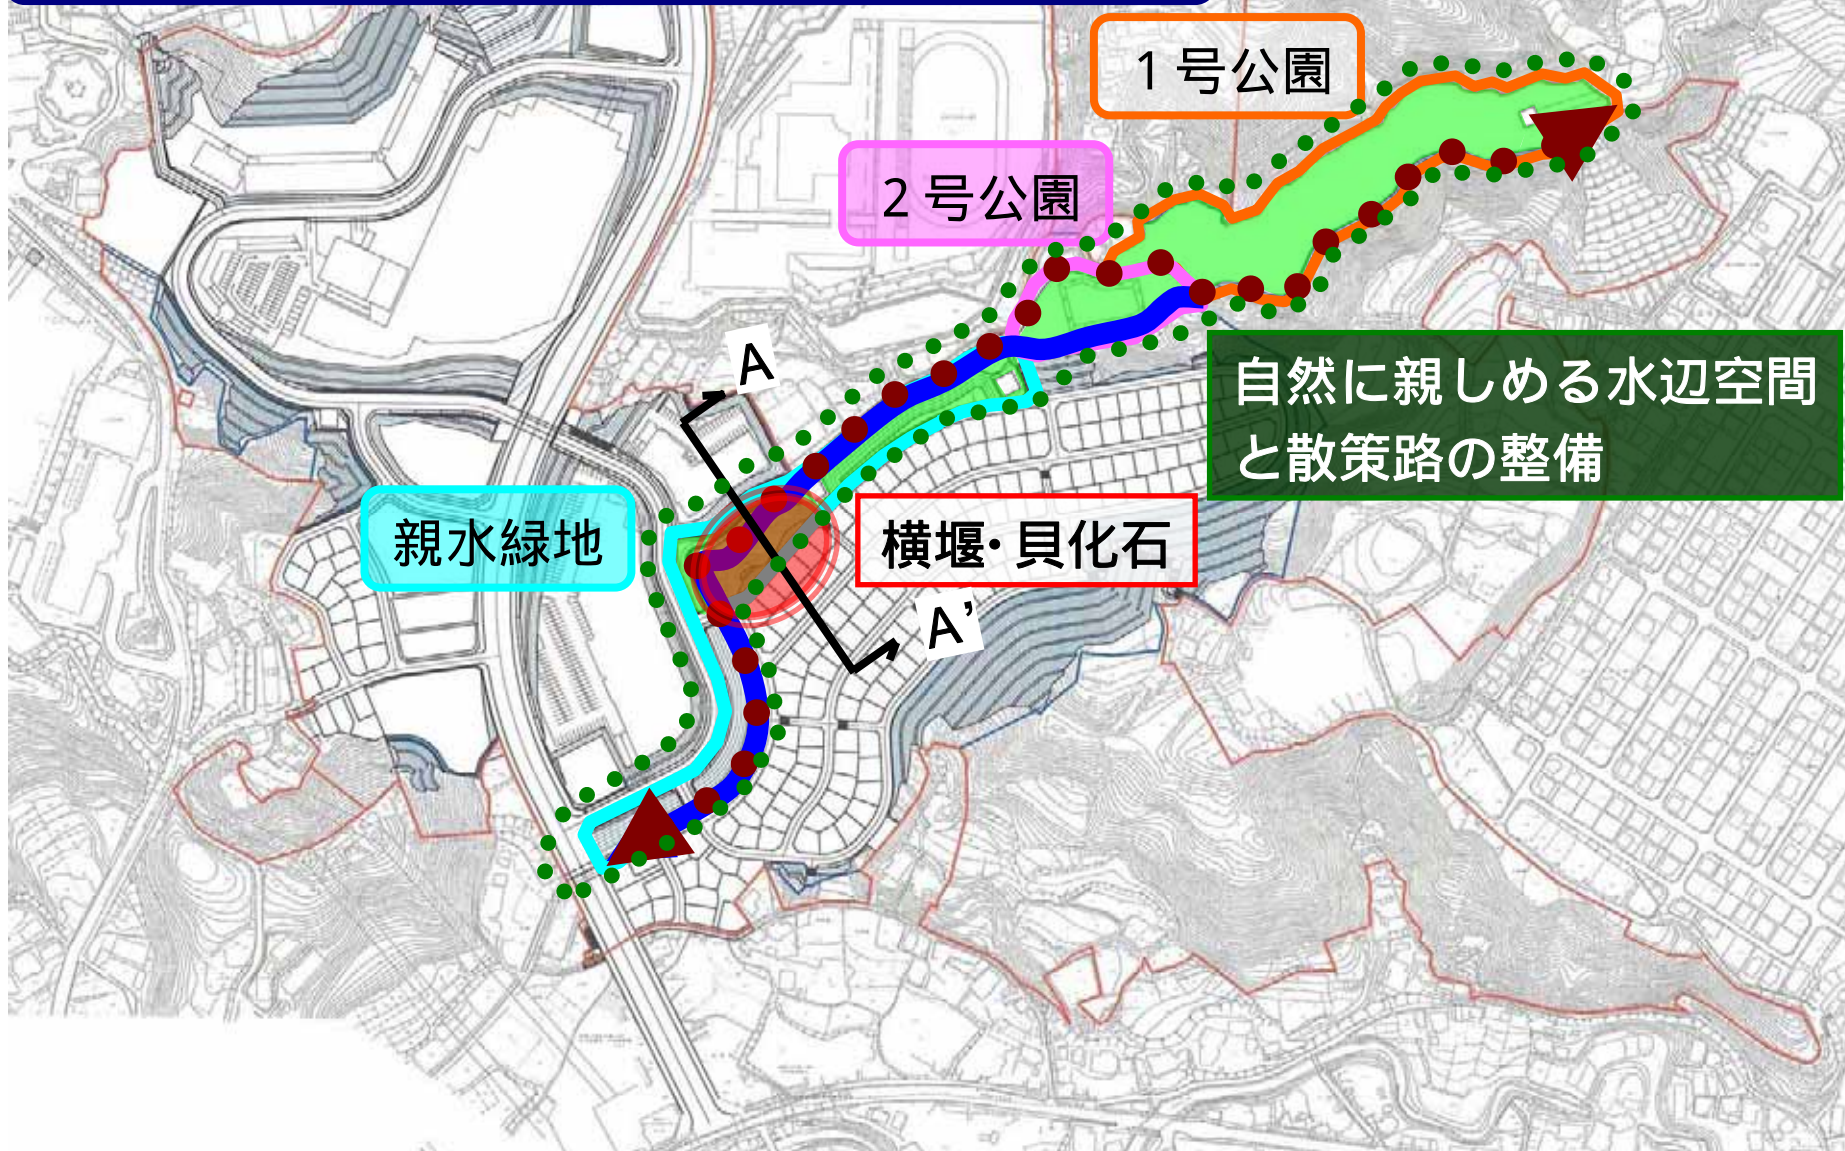 1号公園
2号公園
A
自然に親しめる水辺空間
と散策路の整備
親水緑地
横堰・貝化石
A’